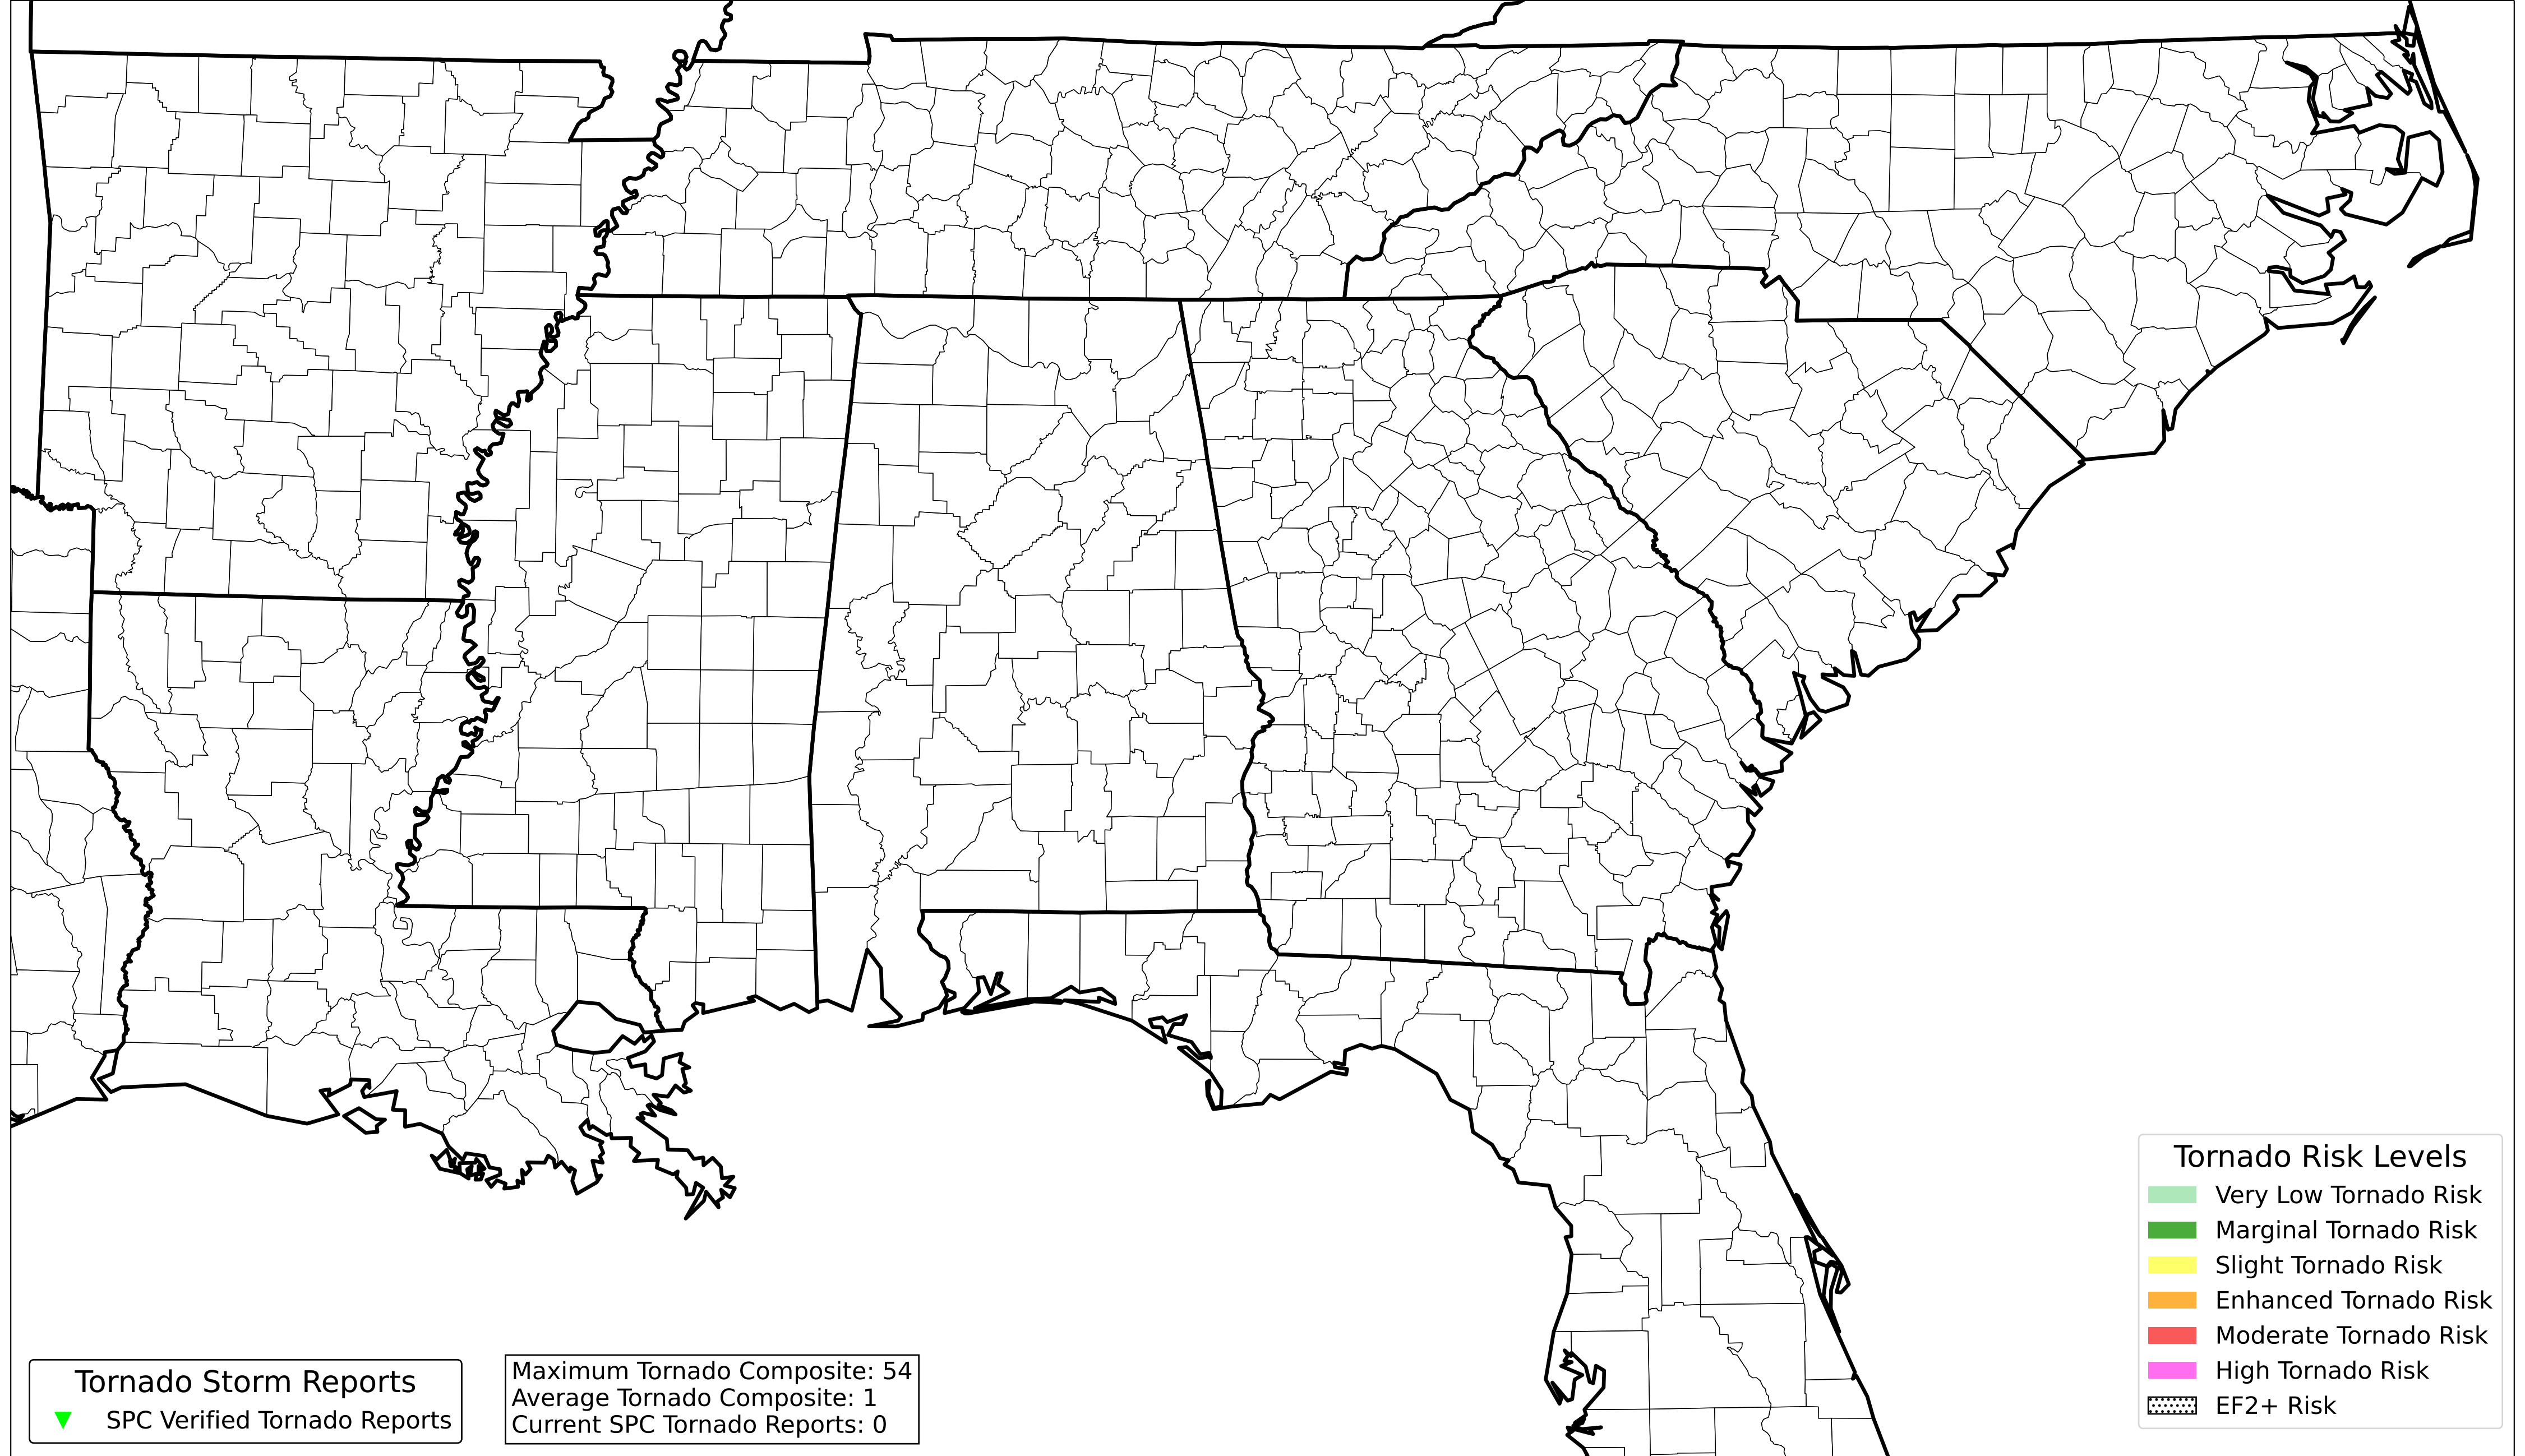 Tornado Risk Levels
Very Low Tornado Risk
Marginal Tornado Risk
Slight Tornado Risk
Enhanced Tornado Risk
Moderate Tornado Risk
High Tornado Risk
EF2+ Risk
Tornado Storm Reports
SPC Verified Tornado Reports
Maximum Tornado Composite: 54
Average Tornado Composite: 1
Current SPC Tornado Reports: 0